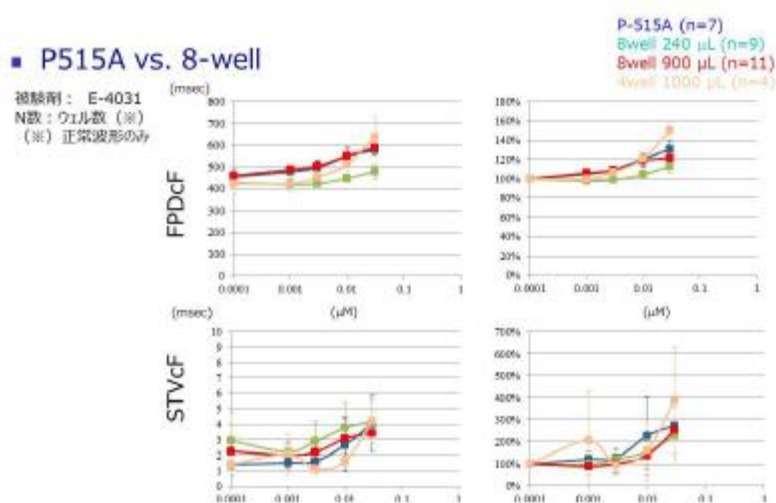 P-515A (n=7)
8well 240 μL (n=9)
8well 900 μL (n=11)
4well 1000 μL (n=4)
▪ P515A vs. 8-well
被験剤： E-4031
N数：ウェル数（※）
（※）正常波形のみ
(msec)
FPDcF
800
700
600
500
400
300
200
100
0
0.0001 0.001 0.01 0.1 1
180%
160%
140%
120%
100%
80%
60%
40%
20%
0%
0.0001 0.001 0.01 0.1 1
(msec) (μM) (μM)
STVcF
10
9
8
7
6
5
4
3
2
1
0
0.0001 0.001 0.01 0.1 1
700%
600%
500%
400%
300%
200%
100%
0%
0.0001 0.001 0.01 0.1 1